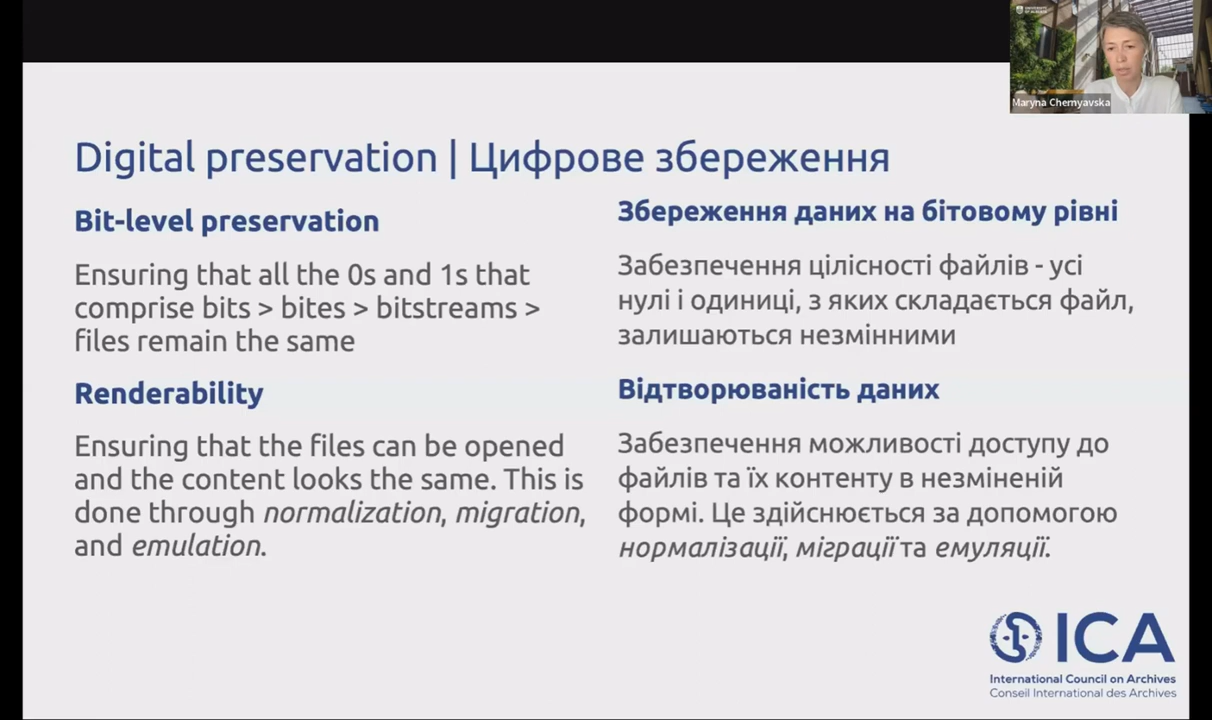 UNIVERSITY
OF ALBERTA
Maryna Chernyavska
Digital preservation | Цифрове збереження
Bit-level preservation
Ensuring that all the 0s and 1s that
comprise bits > bites > bitstreams >
files remain the same
Renderability
Ensuring that the files can be opened
and the content looks the same. This is
done through normalization, migration,
and emulation.
Збереження даних на бітовому рівні
Забезпечення цілісності файлів - усі
нулі і одиниці, з яких складається файл,
залишаються незмінними
Відтворюваність даних
Забезпечення можливості доступу до
файлів та їх контенту в незміненій
формі. Це здійснюється за допомогою
нормалізації, міграції та емуляції.
ICA
International Council on Archives
Conseil International des Archives